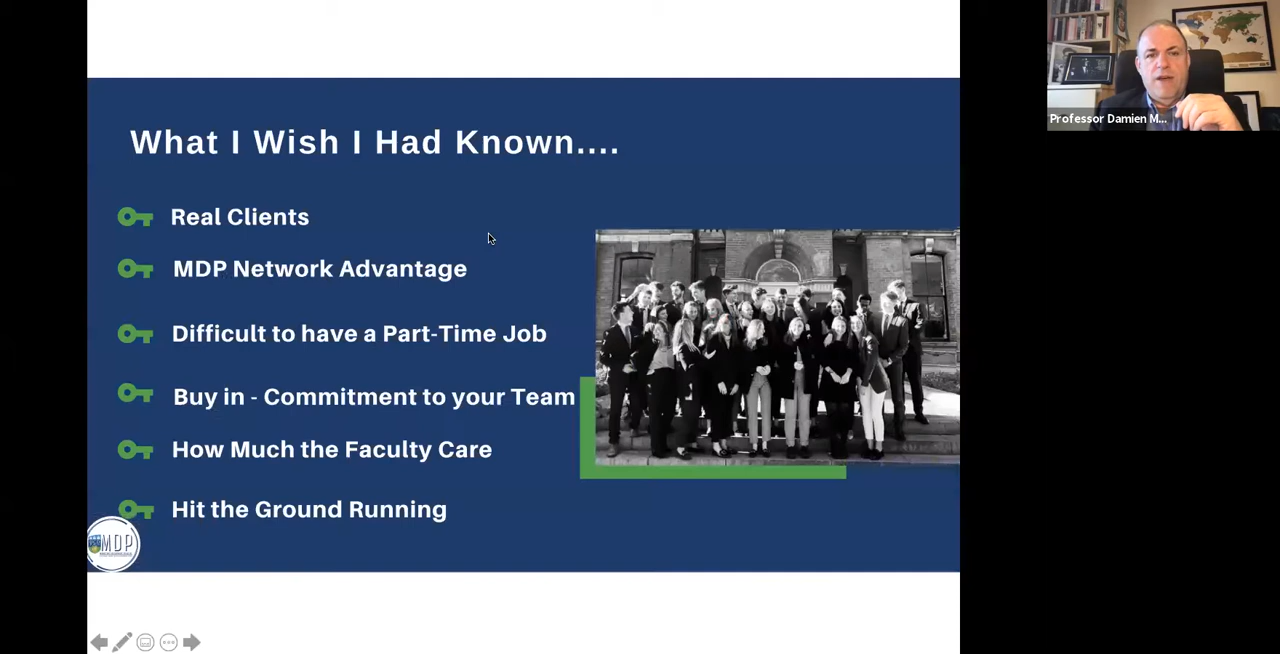 What I Wish I Had Known....
Real Clients
MDP Network Advantage
Difficult to have a Part-Time Job
Buy in - Commitment to your Team
How Much the Faculty Care
Hit the Ground Running
MDP
Professor Damien M...